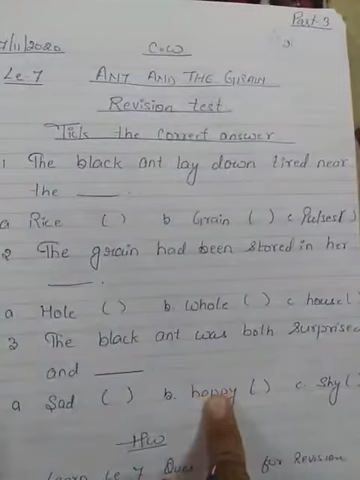 Part-3
7/11/2020 C.W
Le-7 ANT AND THE GRAIN
Revision test
Tick the correct answer
1 The black ant lay down tired near
the ____.
a Rice ( ) b Grain ( ) c Pulses( )
2 The grain had been stored in her
____.
a Hole ( ) b. whole ( ) c house(
3 The black ant was both surprised
and ____
a Sad ( ) b. happy ( ) c. Shy (
HW
Learn Le 7 Ques for Revision